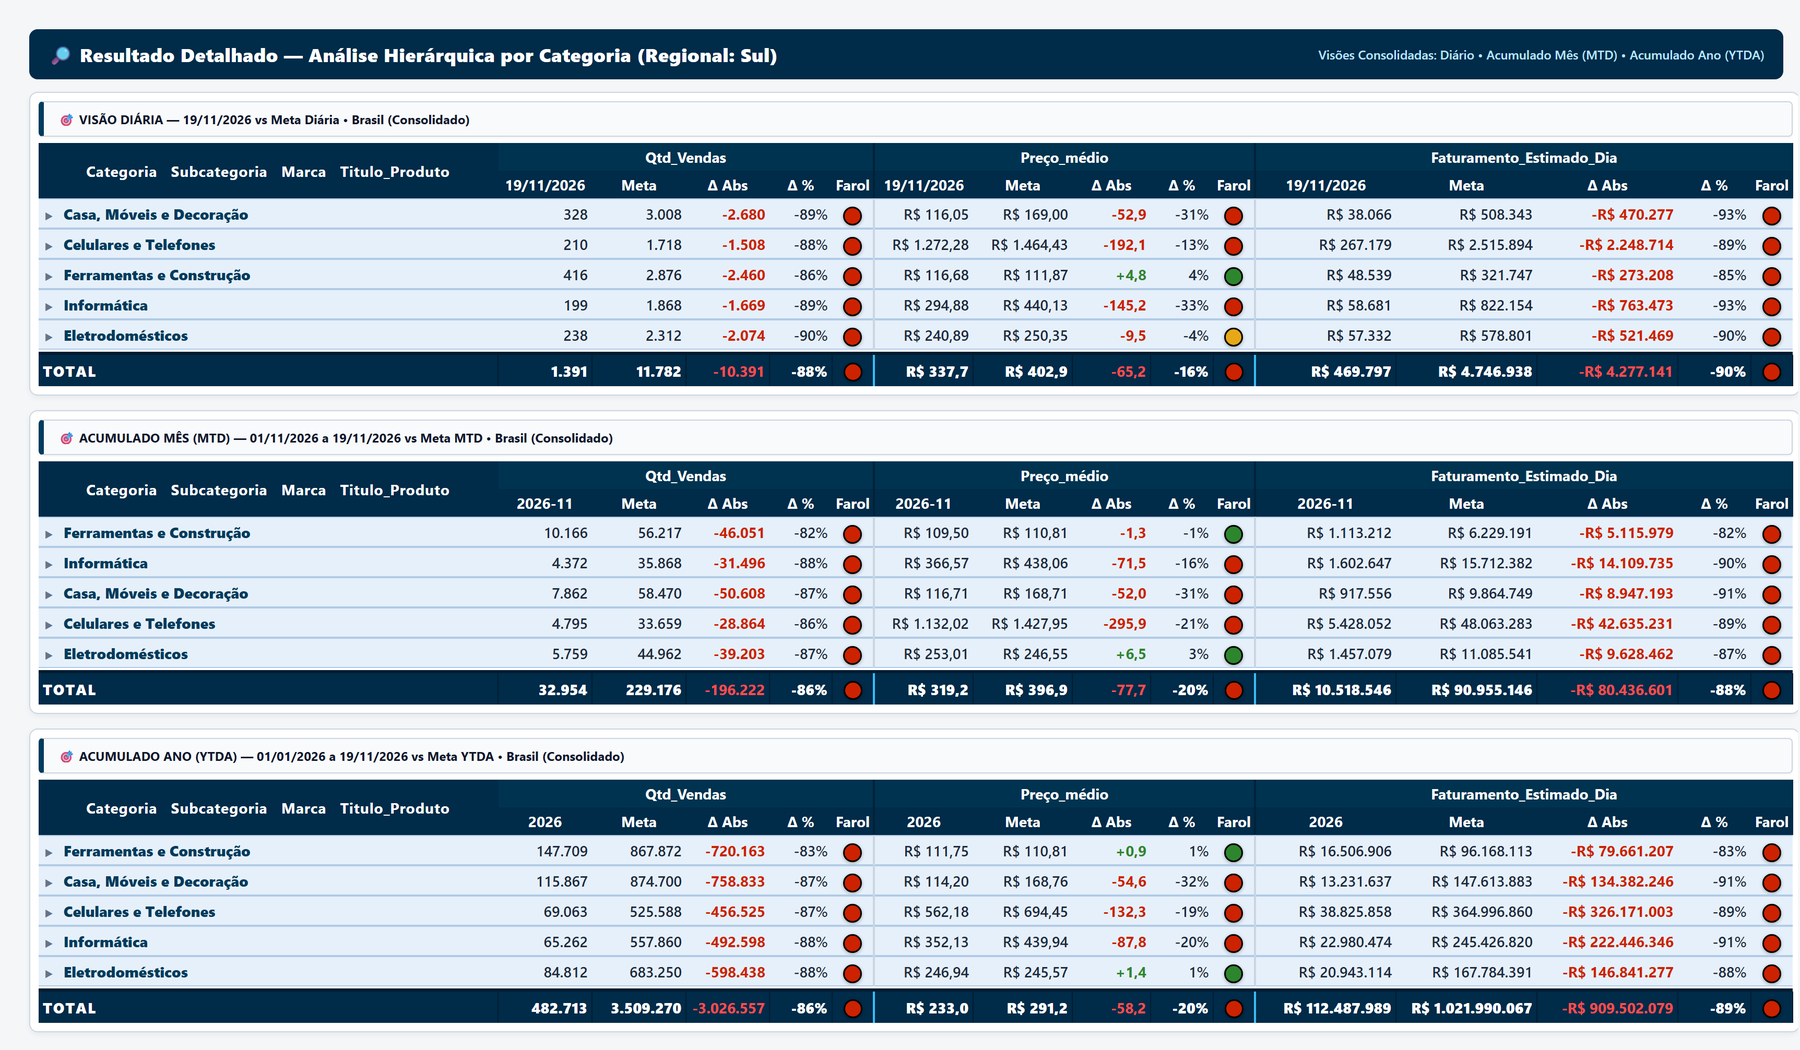 Resultado Detalhado — Análise Hierárquica por Categoria (Regional: Sul)
Visões Consolidadas: Diário • Acumulado Mês (MTD) • Acumulado Ano (YTDA)
VISÃO DIÁRIA — 19/11/2026 vs Meta Diária • Brasil (Consolidado)
Categoria Subcategoria Marca Titulo_Produto Qtd_Vendas Preço_médio Faturamento_Estimado_Dia
19/11/2026 Meta Δ Abs Δ % Farol 19/11/2026 Meta Δ Abs Δ % Farol 19/11/2026 Meta Δ Abs Δ % Farol
▶ Casa, Móveis e Decoração 328 3.008 -2.680 -89% R$ 116,05 R$ 169,00 -52,9 -31% R$ 38.066 R$ 508.343 -R$ 470.277 -93%
▶ Celulares e Telefones 210 1.718 -1.508 -88% R$ 1.272,28 R$ 1.464,43 -192,1 -13% R$ 267.179 R$ 2.515.894 -R$ 2.248.714 -89%
▶ Ferramentas e Construção 416 2.876 -2.460 -86% R$ 116,68 R$ 111,87 +4,8 4% R$ 48.539 R$ 321.747 -R$ 273.208 -85%
▶ Informática 199 1.868 -1.669 -89% R$ 294,88 R$ 440,13 -145,2 -33% R$ 58.681 R$ 822.154 -R$ 763.473 -93%
▶ Eletrodomésticos 238 2.312 -2.074 -90% R$ 240,89 R$ 250,35 -9,5 -4% R$ 57.332 R$ 578.801 -R$ 521.469 -90%
TOTAL 1.391 11.782 -10.391 -88% R$ 337,7 R$ 402,9 -65,2 -16% R$ 469.797 R$ 4.746.938 -R$ 4.277.141 -90%
ACUMULADO MÊS (MTD) — 01/11/2026 a 19/11/2026 vs Meta MTD • Brasil (Consolidado)
Categoria Subcategoria Marca Titulo_Produto Qtd_Vendas Preço_médio Faturamento_Estimado_Dia
2026-11 Meta Δ Abs Δ % Farol 2026-11 Meta Δ Abs Δ % Farol 2026-11 Meta Δ Abs Δ % Farol
▶ Ferramentas e Construção 10.166 56.217 -46.051 -82% R$ 109,50 R$ 110,81 -1,3 -1% R$ 1.113.212 R$ 6.229.191 -R$ 5.115.979 -82%
▶ Informática 4.372 35.868 -31.496 -88% R$ 366,57 R$ 438,06 -71,5 -16% R$ 1.602.647 R$ 15.712.382 -R$ 14.109.735 -90%
▶ Casa, Móveis e Decoração 7.862 58.470 -50.608 -87% R$ 116,71 R$ 168,71 -52,0 -31% R$ 917.556 R$ 9.864.749 -R$ 8.947.193 -91%
▶ Celulares e Telefones 4.795 33.659 -28.864 -86% R$ 1.132,02 R$ 1.427,95 -295,9 -21% R$ 5.428.052 R$ 48.063.283 -R$ 42.635.231 -89%
▶ Eletrodomésticos 5.759 44.962 -39.203 -87% R$ 253,01 R$ 246,55 +6,5 3% R$ 1.457.079 R$ 11.085.541 -R$ 9.628.462 -87%
TOTAL 32.954 229.176 -196.222 -86% R$ 319,2 R$ 396,9 -77,7 -20% R$ 10.518.546 R$ 90.955.146 -R$ 80.436.601 -88%
ACUMULADO ANO (YTDA) — 01/01/2026 a 19/11/2026 vs Meta YTDA • Brasil (Consolidado)
Categoria Subcategoria Marca Titulo_Produto Qtd_Vendas Preço_médio Faturamento_Estimado_Dia
2026 Meta Δ Abs Δ % Farol 2026 Meta Δ Abs Δ % Farol 2026 Meta Δ Abs Δ % Farol
▶ Ferramentas e Construção 147.709 867.872 -720.163 -83% R$ 111,75 R$ 110,81 +0,9 1% R$ 16.506.906 R$ 96.168.113 -R$ 79.661.207 -83%
▶ Casa, Móveis e Decoração 115.867 874.700 -758.833 -87% R$ 114,20 R$ 168,76 -54,6 -32% R$ 13.231.637 R$ 147.613.883 -R$ 134.382.246 -91%
▶ Celulares e Telefones 69.063 525.588 -456.525 -87% R$ 562,18 R$ 694,45 -132,3 -19% R$ 38.825.858 R$ 364.996.860 -R$ 326.171.003 -89%
▶ Informática 65.262 557.860 -492.598 -88% R$ 352,13 R$ 439,94 -87,8 -20% R$ 22.980.474 R$ 245.426.820 -R$ 222.446.346 -91%
▶ Eletrodomésticos 84.812 683.250 -598.438 -88% R$ 246,94 R$ 245,57 +1,4 1% R$ 20.943.114 R$ 167.784.391 -R$ 146.841.277 -88%
TOTAL 482.713 3.509.270 -3.026.557 -86% R$ 233,0 R$ 291,2 -58,2 -20% R$ 112.487.989 R$ 1.021.990.067 -R$ 909.502.079 -89%